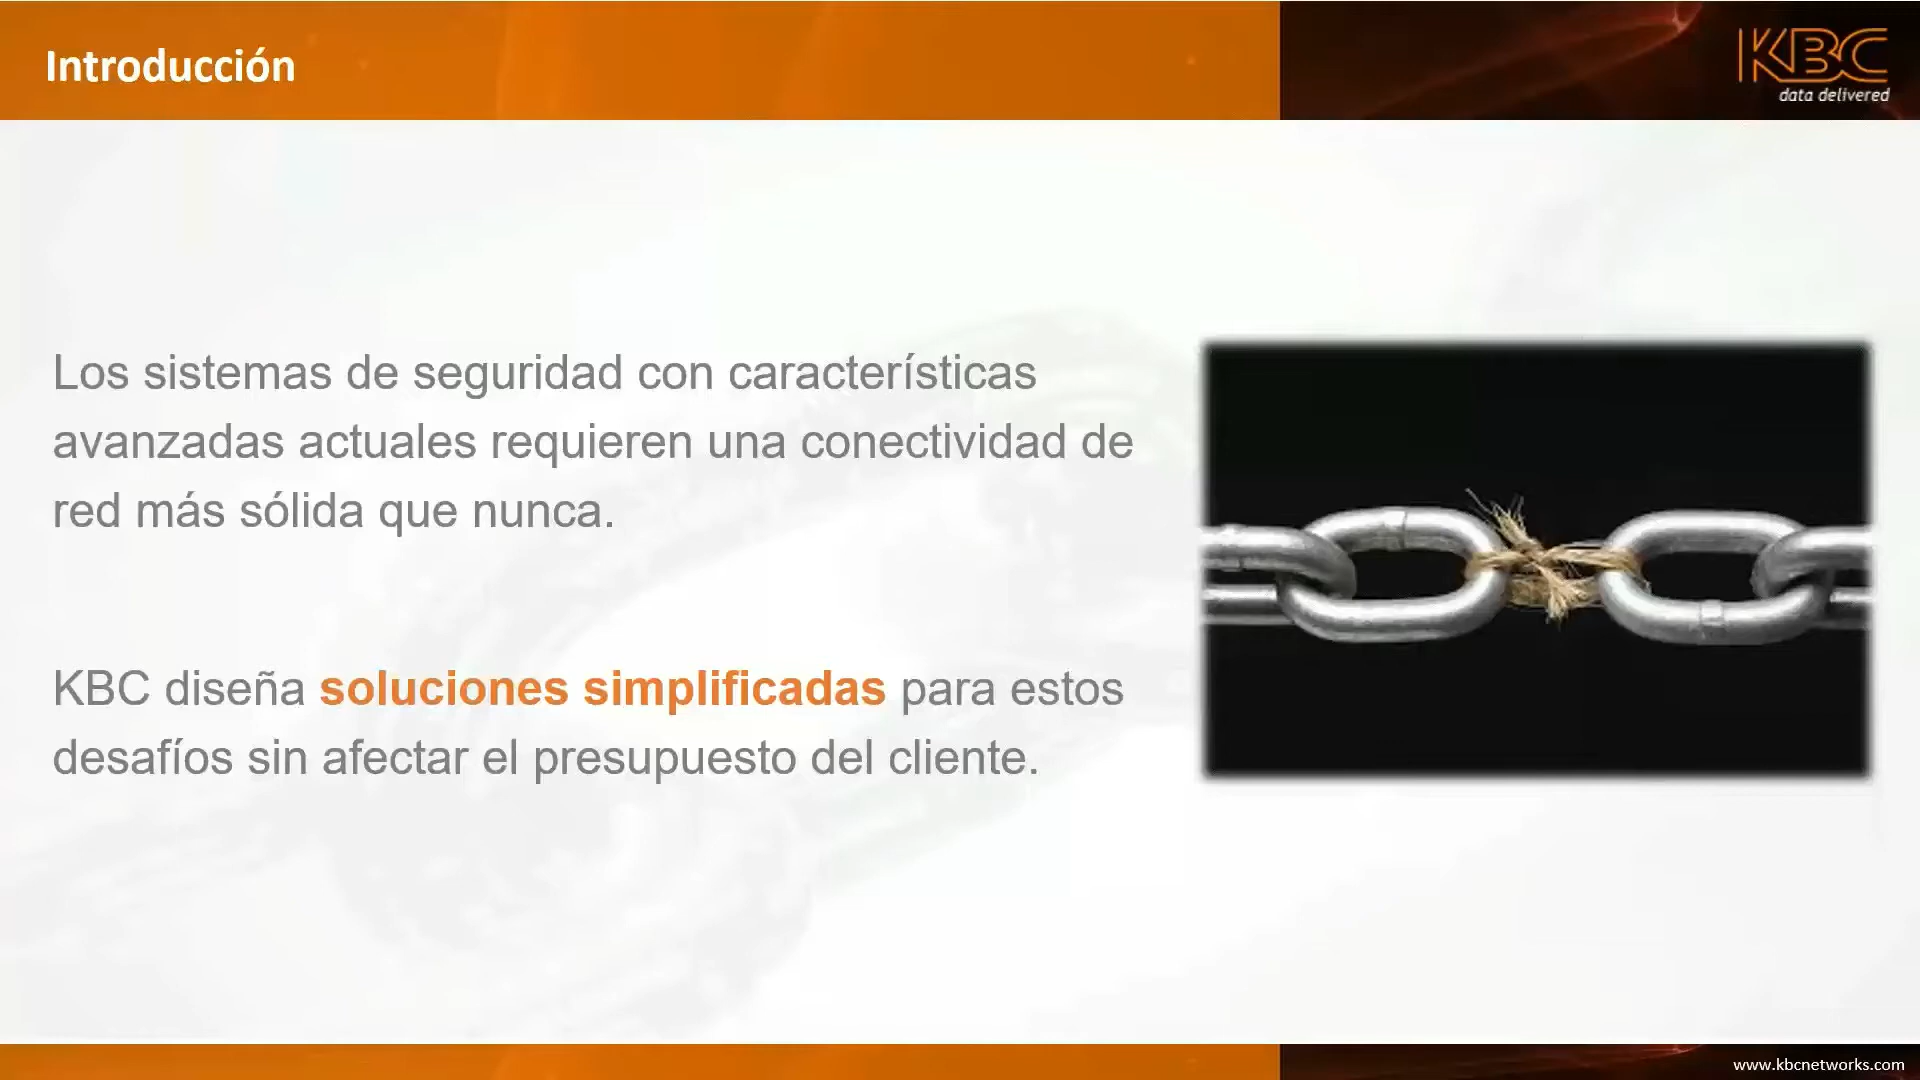 Introducción
KBC
data delivered
Los sistemas de seguridad con características
avanzadas actuales requieren una conectividad de
red más sólida que nunca.
KBC diseña soluciones simplificadas para estos
desafíos sin afectar el presupuesto del cliente.
www.kbcnetworks.com